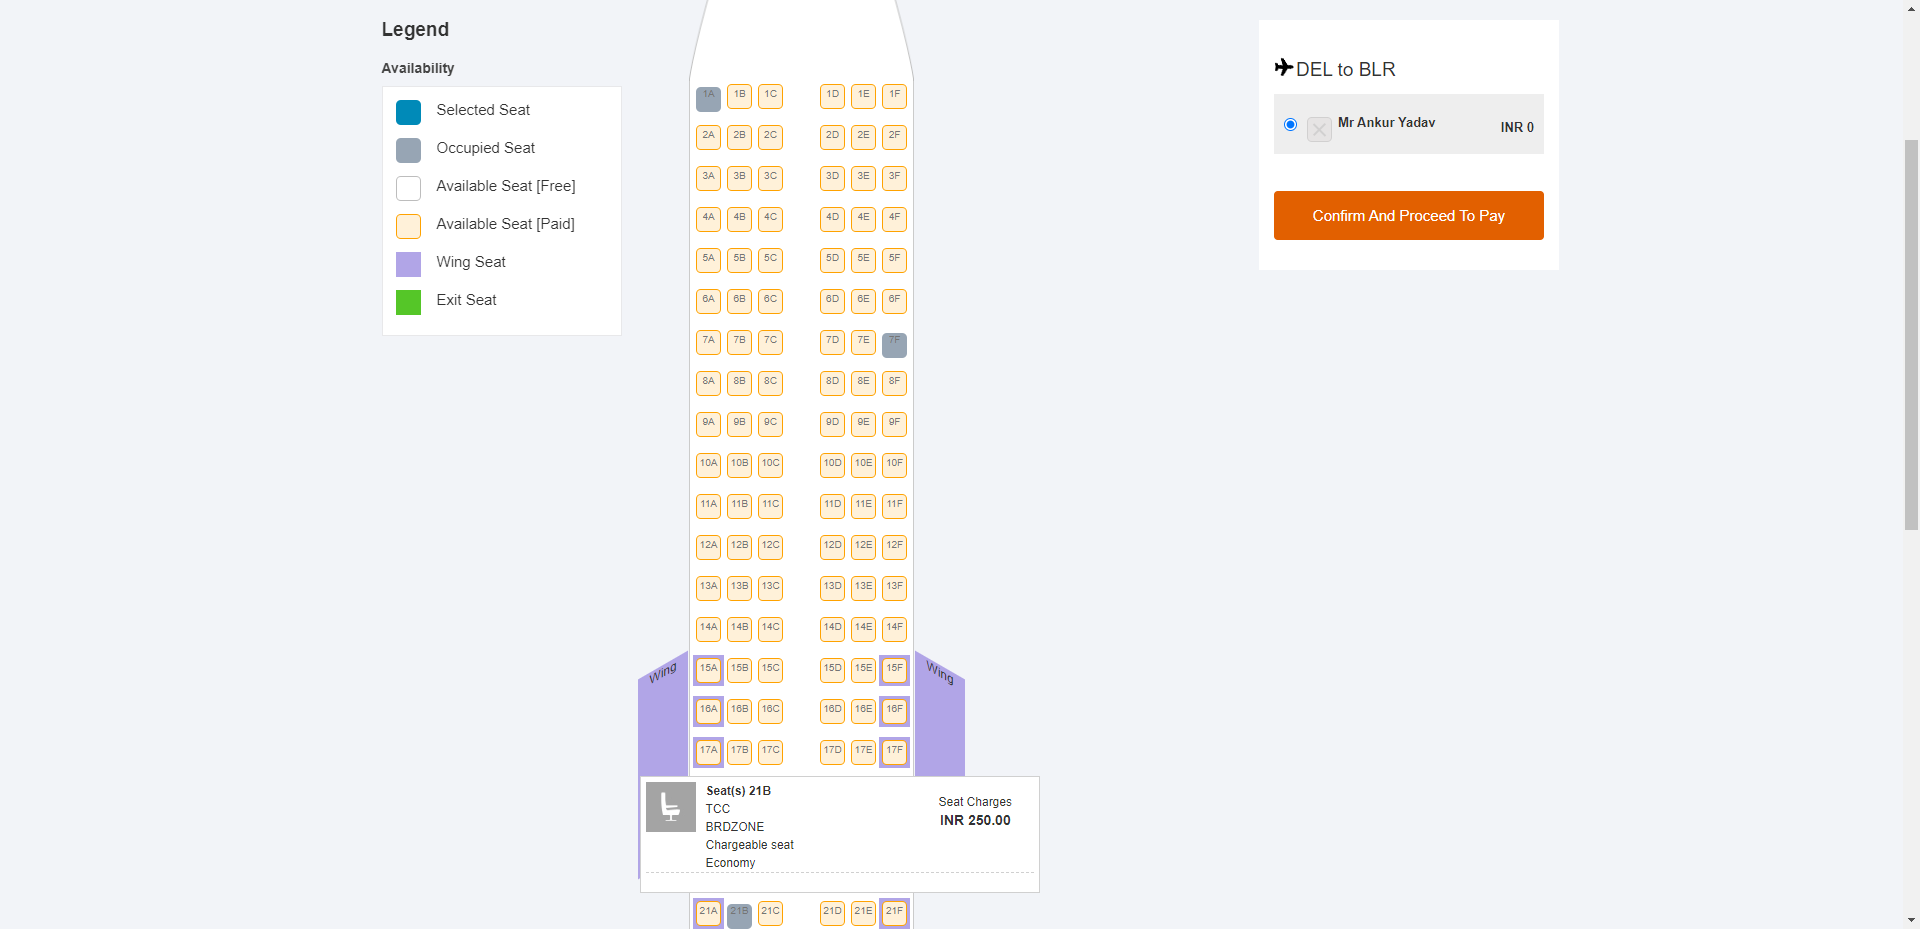 Legend
Availability
Selected Seat
Occupied Seat
Available Seat [Free]
Available Seat [Paid]
Wing Seat
Exit Seat
1A 1B 1C 1D 1E 1F
2A 2B 2C 2D 2E 2F
3A 3B 3C 3D 3E 3F
4A 4B 4C 4D 4E 4F
5A 5B 5C 5D 5E 5F
6A 6B 6C 6D 6E 6F
7A 7B 7C 7D 7E 7F
8A 8B 8C 8D 8E 8F
9A 9B 9C 9D 9E 9F
10A 10B 10C 10D 10E 10F
11A 11B 11C 11D 11E 11F
12A 12B 12C 12D 12E 12F
13A 13B 13C 13D 13E 13F
14A 14B 14C 14D 14E 14F
Wing 15A 15B 15C 15D 15E 15F Wing
16A 16B 16C 16D 16E 16F
17A 17B 17C 17D 17E 17F
Seat(s) 21B
TCC
BRDZONE
Chargeable seat
Economy
Seat Charges
INR 250.00
21A 21B 21C 21D 21E 21F
DEL to BLR
Mr Ankur Yadav INR 0
Confirm And Proceed To Pay